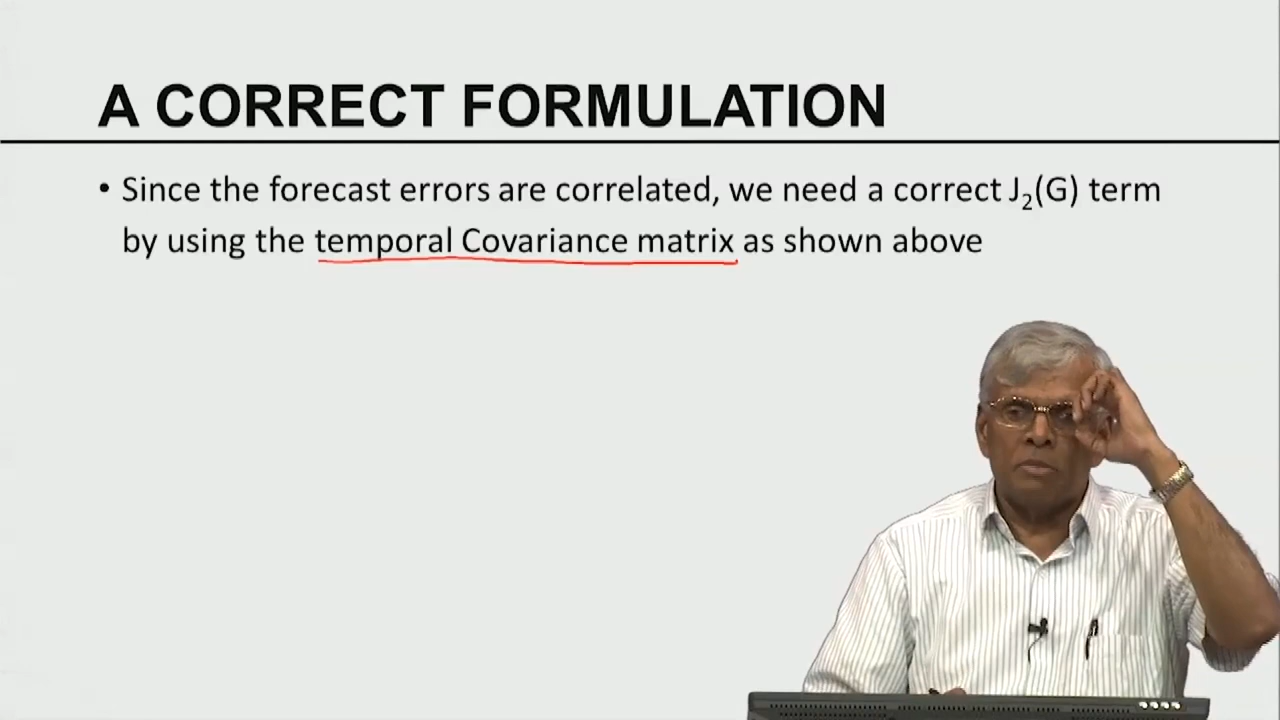 A CORRECT FORMULATION
• Since the forecast errors are correlated, we need a correct J₂(G) term
by using the temporal Covariance matrix as shown above